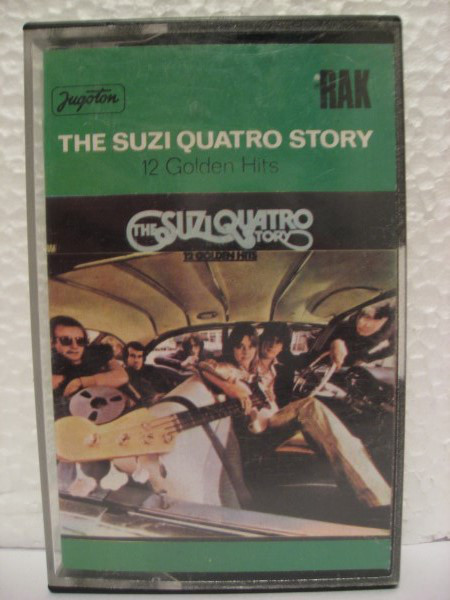 Jugoton
RAK
THE SUZI QUATRO STORY
12 Golden Hits
THE SUZI QUATRO
STORY
12 GOLDEN HITS